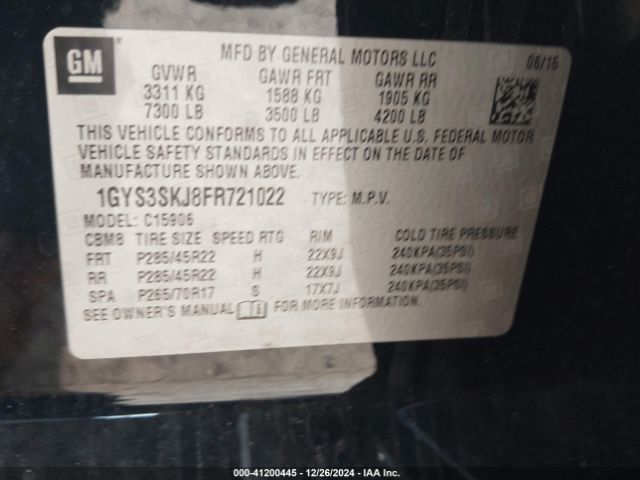 GM
MFD BY GENERAL MOTORS LLC 06/15
GVWR GAWR FRT GAWR RR
3311 KG 1588 KG 1905 KG
7300 LB 3500 LB 4200 LB
THIS VEHICLE CONFORMS TO ALL APPLICABLE U.S. FEDERAL MOTOR
VEHICLE SAFETY STANDARDS IN EFFECT ON THE DATE OF
MANUFACTURE SHOWN ABOVE.
1GYS3SKJ8FR721022 TYPE: M.P.V.
MODEL: C15906
CBM8 TIRE SIZE SPEED RTG RIM COLD TIRE PRESSURE
FRT P285/45R22 H 22X9J 240KPA(35PSI)
RR P285/45R22 H 22X9J 240KPA(35PSI)
SPA P265/70R17 S 17X7J 240KPA(35PSI)
SEE OWNER'S MANUAL FOR MORE INFORMATION.
000-41200445 - 12/26/2024 - IAA Inc.